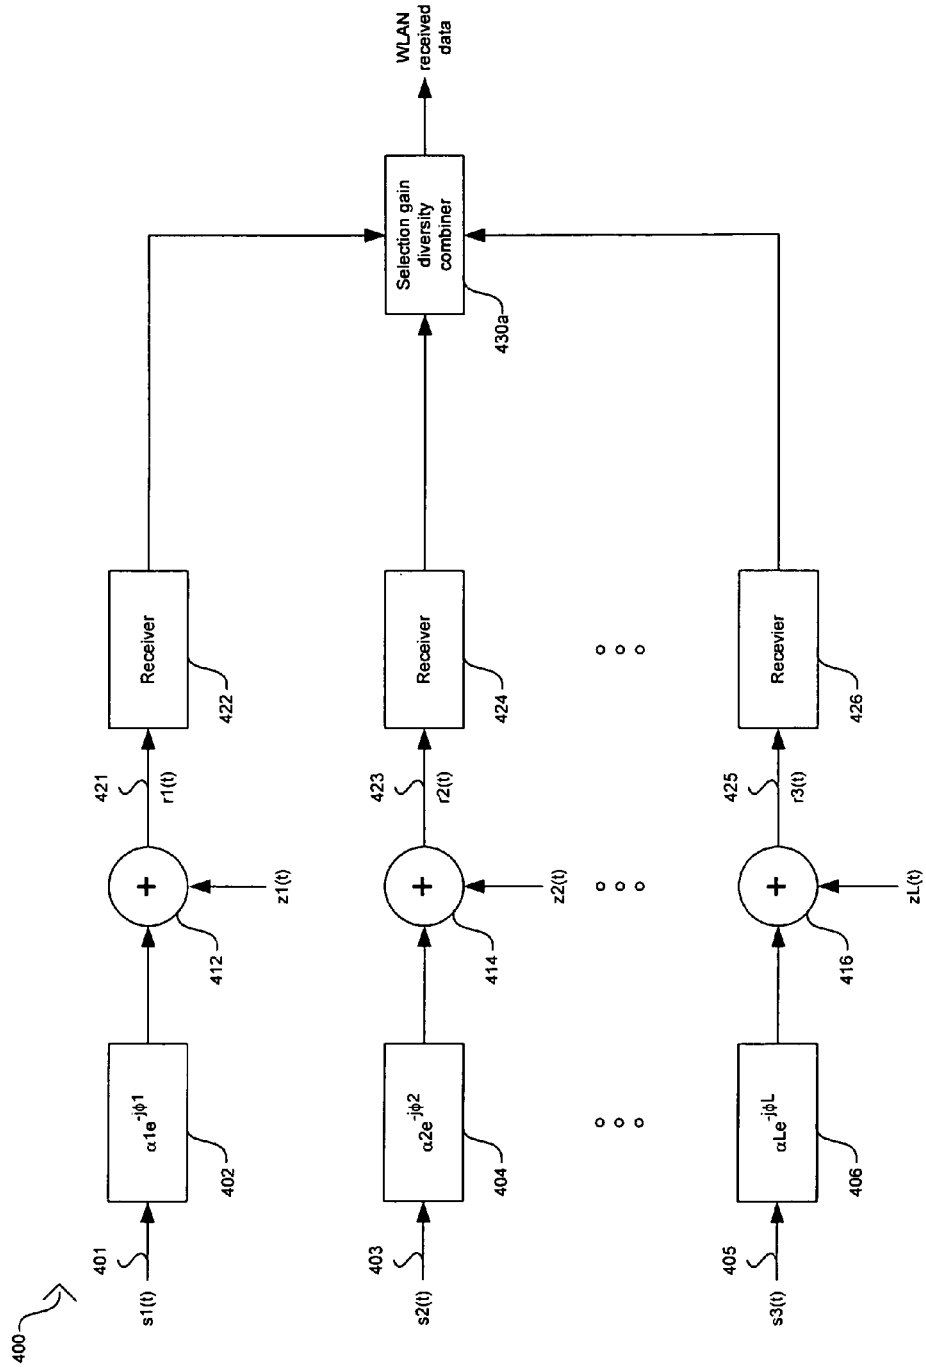 400
s1(t)
401
α1e-jϕ1
402
412
z1(t)
421
r1(t)
Receiver
422
s2(t)
403
α2e-jϕ2
404
414
z2(t)
423
r2(t)
Receiver
424
s3(t)
405
αLe-jϕL
406
416
zL(t)
425
r3(t)
Recevier
426
Selection gain
diversity
combiner
430a
WLAN
received
data
+
+
+